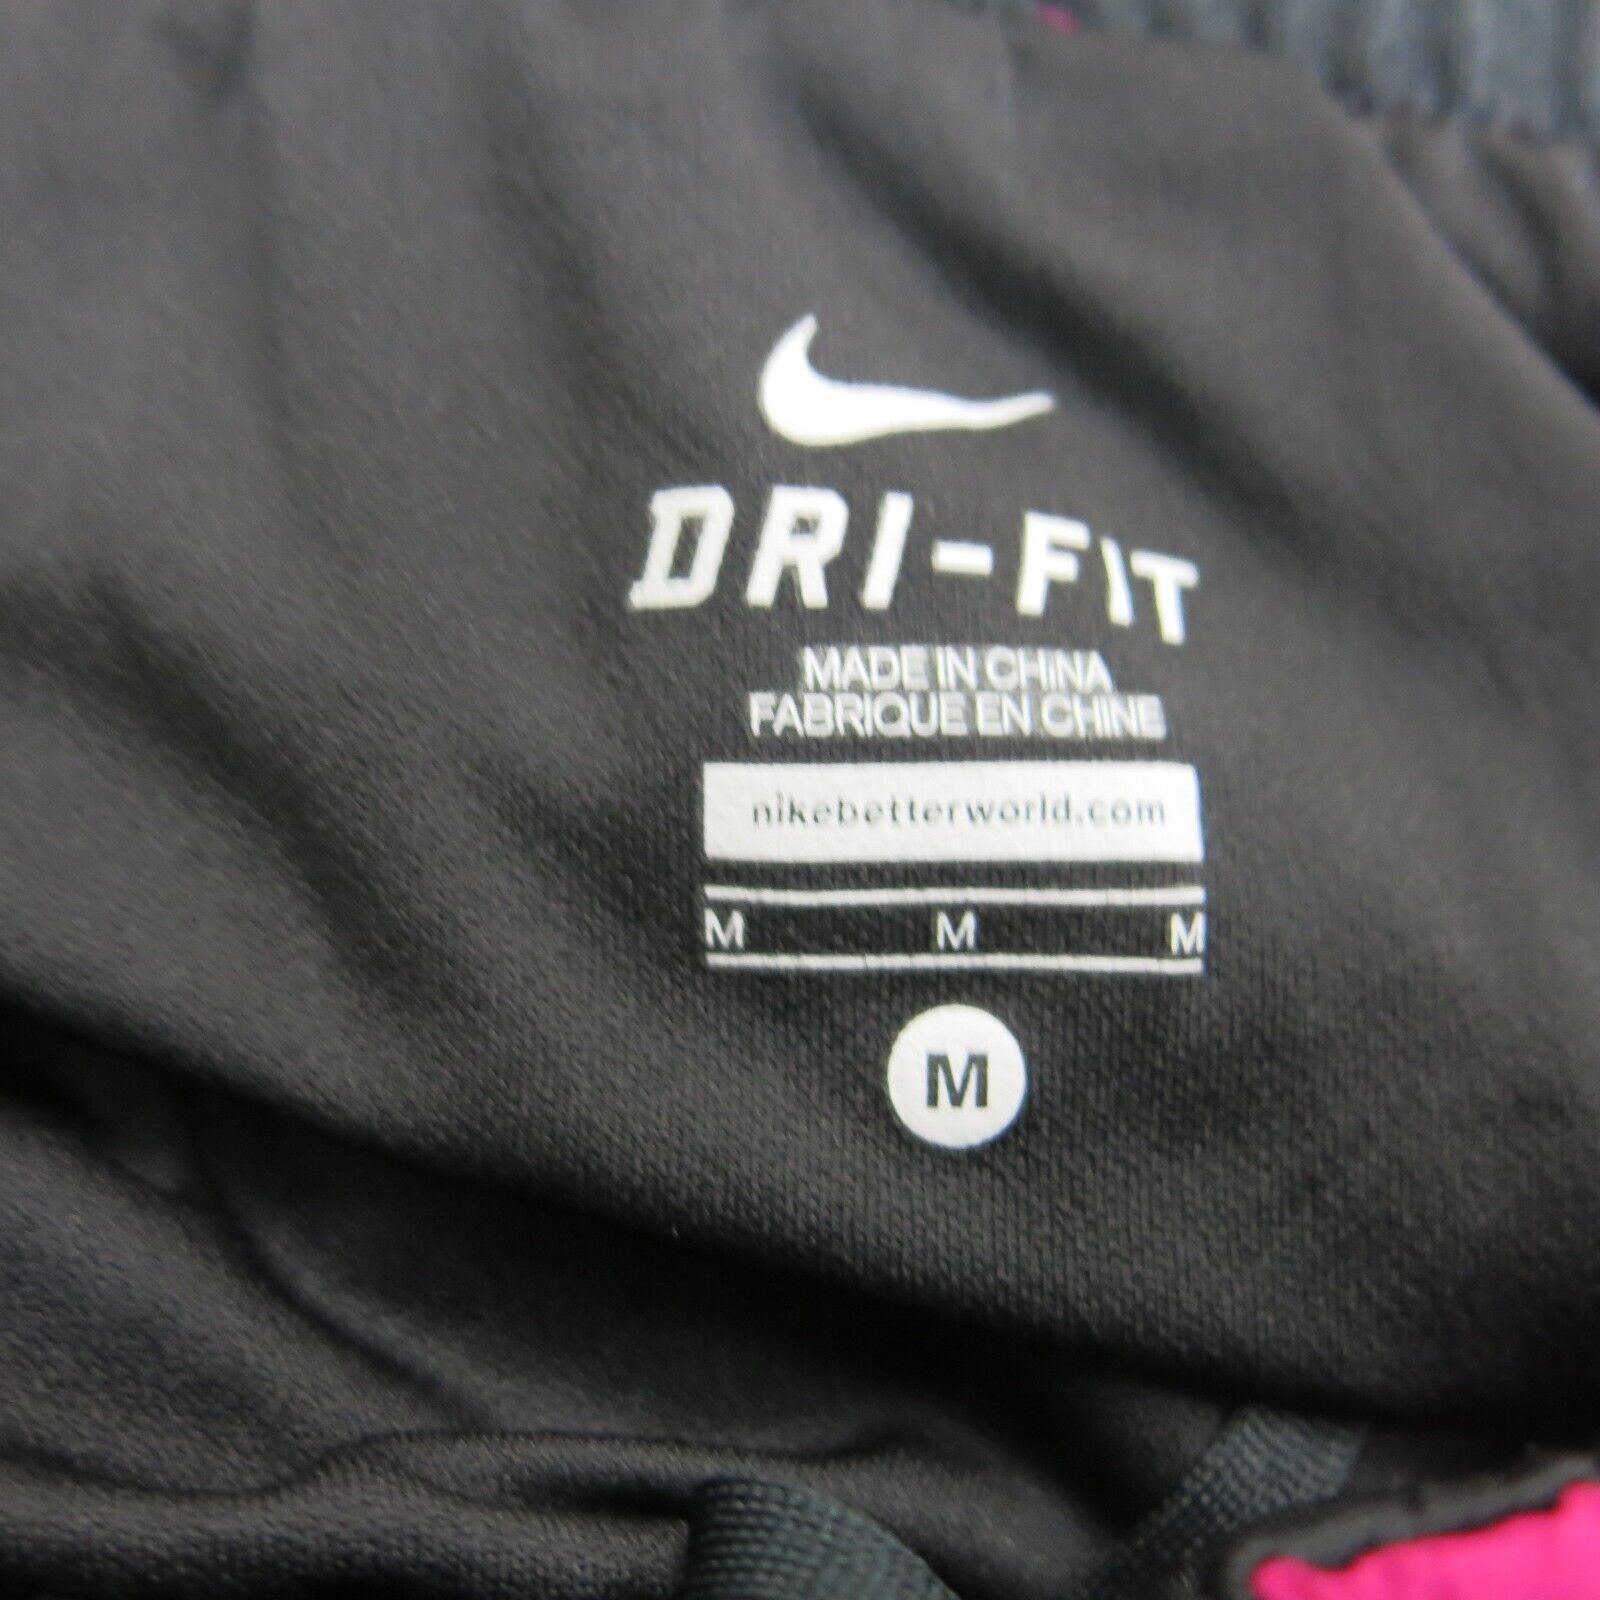 DRI-FIT
MADE IN CHINA
FABRIQUE EN CHINE
nikebetterworld.com
M M M
M